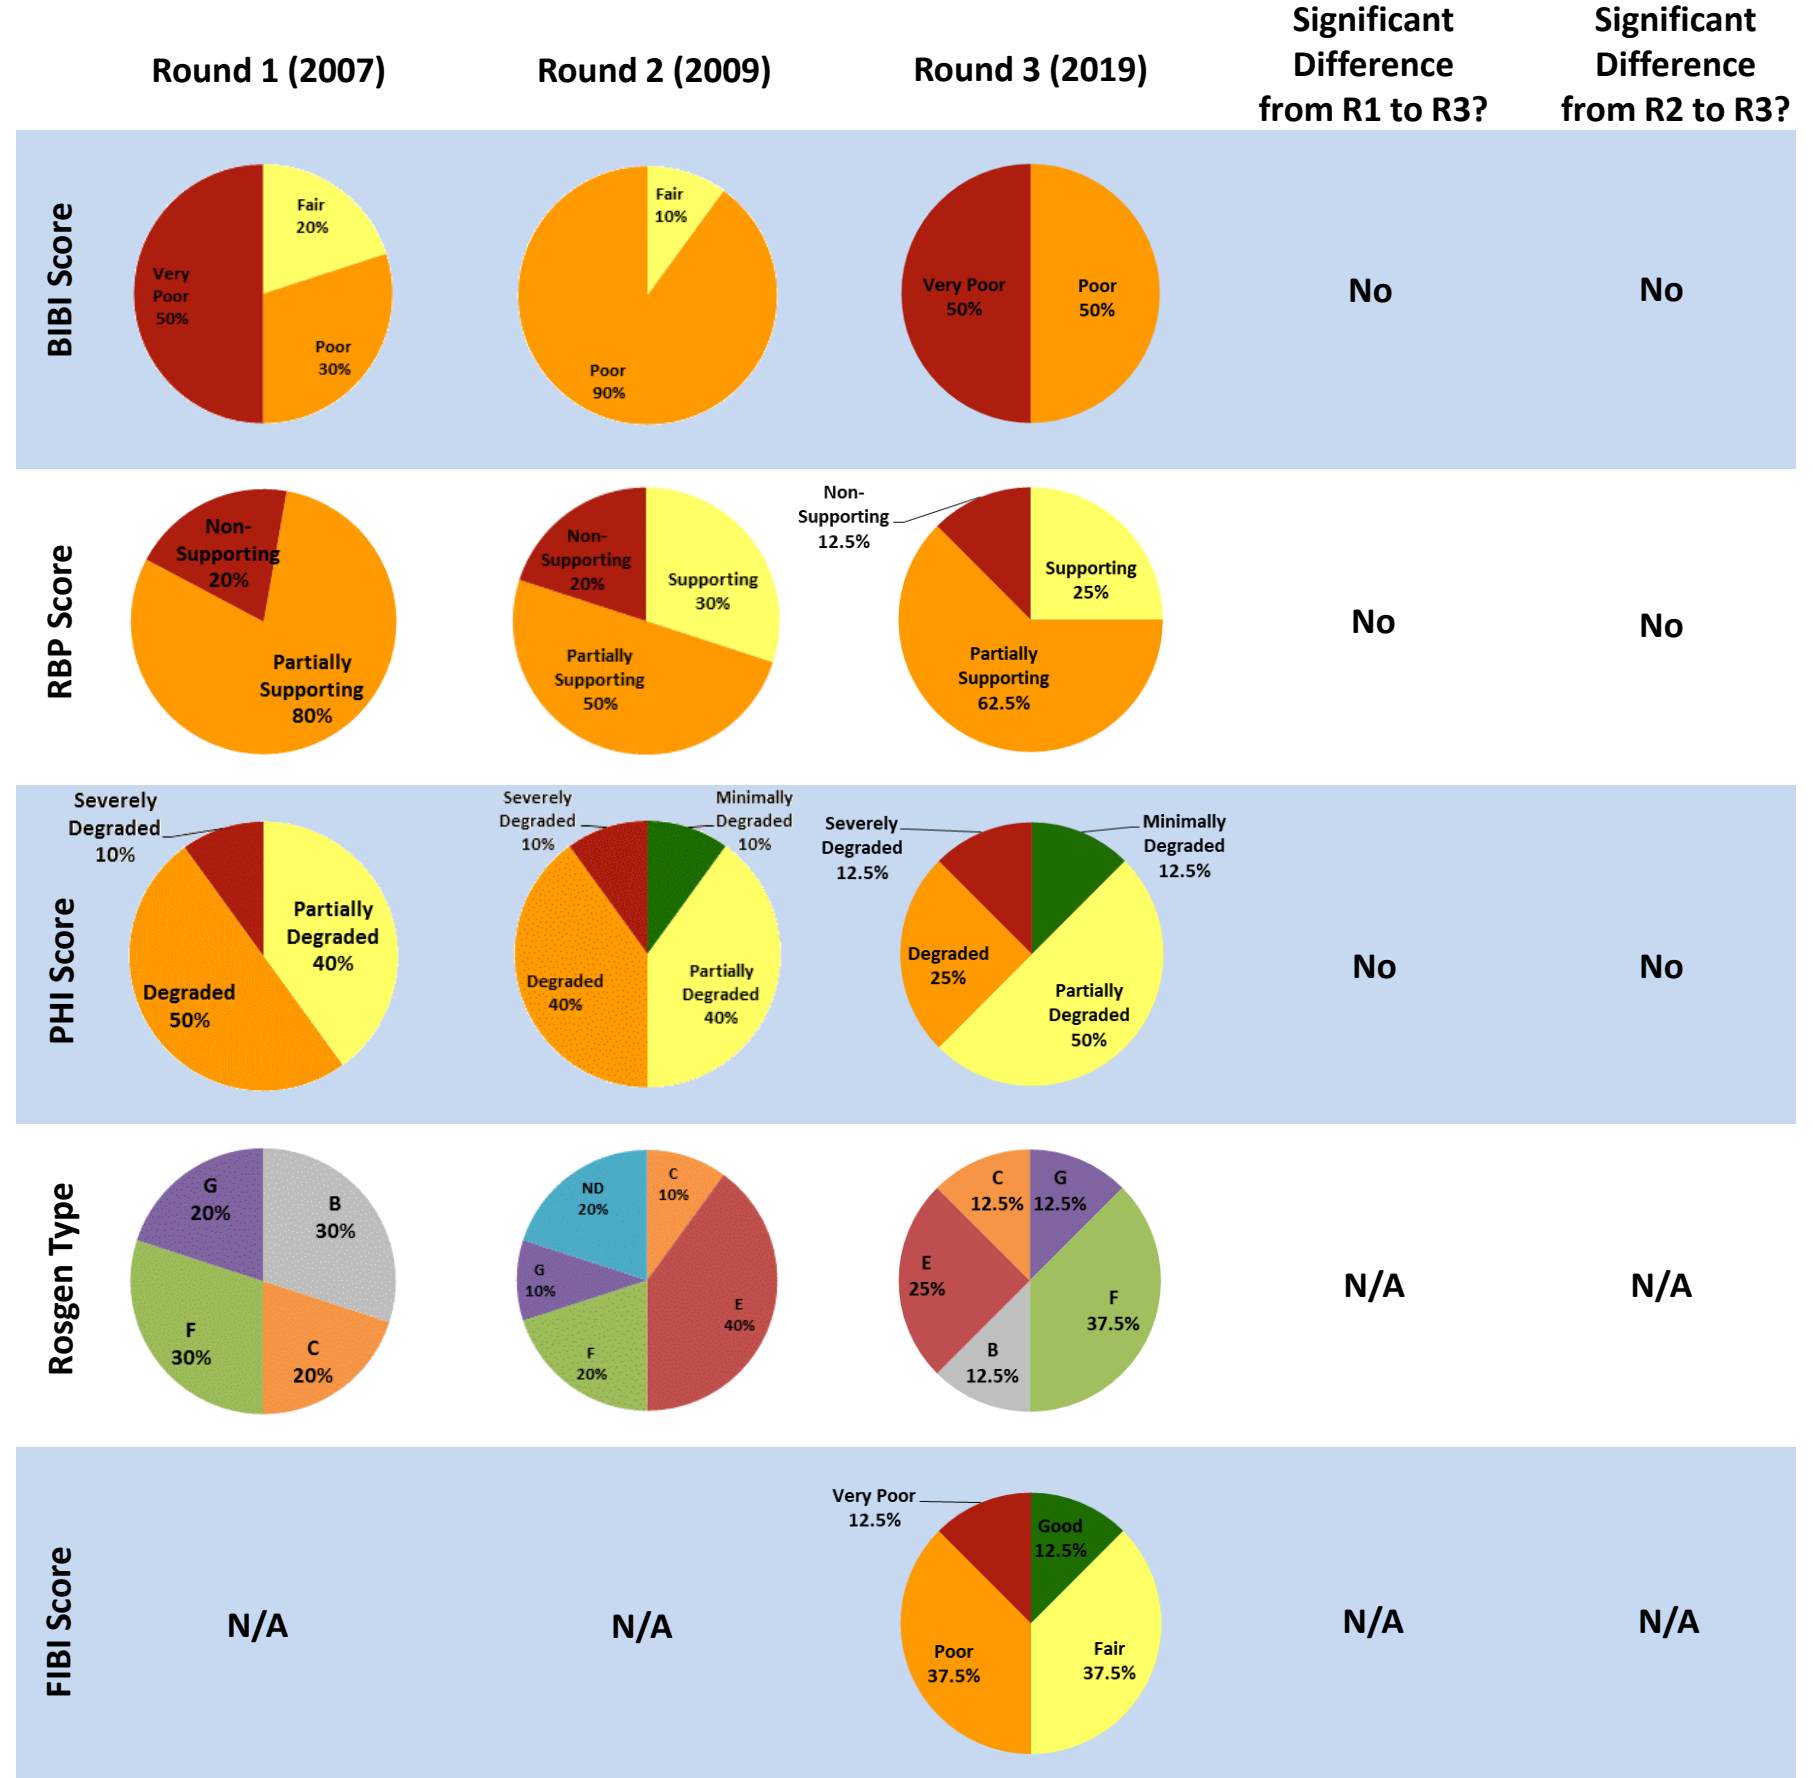 Significant
Difference
from R1 to R3?
Significant
Difference
from R2 to R3?
Round 1 (2007)
Round 2 (2009)
Round 3 (2019)
BIBI Score
Fair
20%
Very
Poor
50%
Poor
30%
Fair
10%
Poor
90%
Very Poor
50%
Poor
50%
No
No
RBP Score
Non-
Supporting
20%
Partially
Supporting
80%
Non-
Supporting
20%
Supporting
30%
Partially
Supporting
50%
Non-
Supporting
12.5%
Supporting
25%
Partially
Supporting
62.5%
No
No
PHI Score
Severely
Degraded
10%
Partially
Degraded
40%
Degraded
50%
Severely
Degraded
10%
Minimally
Degraded
10%
Degraded
40%
Partially
Degraded
40%
Severely
Degraded
12.5%
Minimally
Degraded
12.5%
Degraded
25%
Partially
Degraded
50%
No
No
Rosgen Type
G
20%
B
30%
F
30%
C
20%
ND
20%
C
10%
G
10%
E
40%
F
20%
C
12.5%
G
12.5%
E
25%
F
37.5%
B
12.5%
N/A
N/A
FIBI Score
N/A
N/A
Very Poor
12.5%
Good
12.5%
Poor
37.5%
Fair
37.5%
N/A
N/A